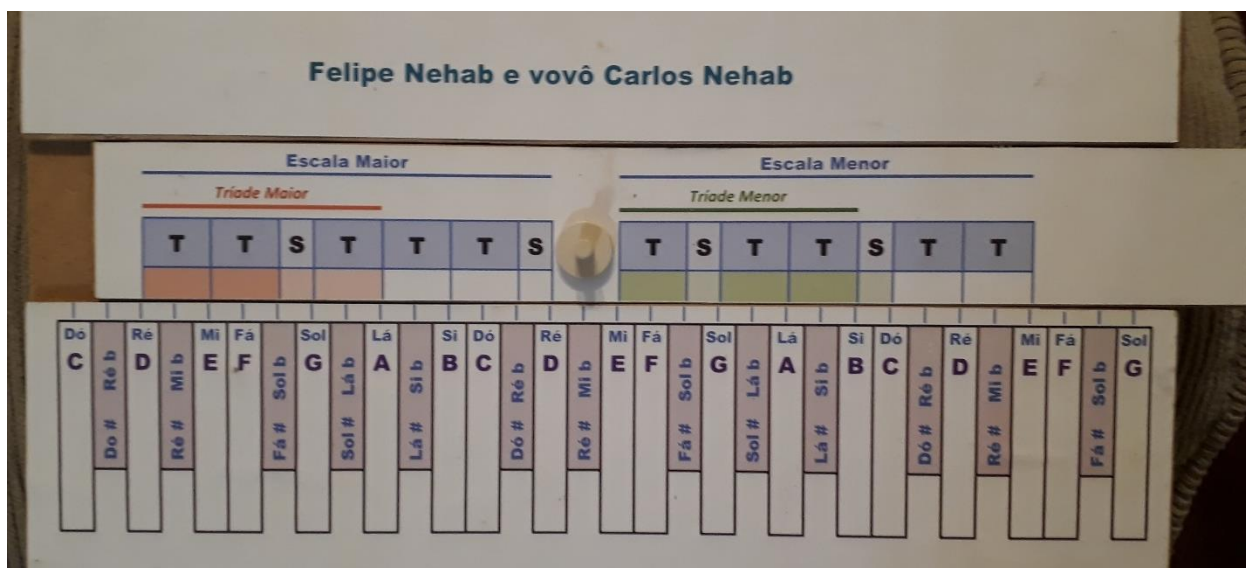 Felipe Nehab e vovô Carlos Nehab
Escala Maior Escala Menor
Tríade Maior Tríade Menor
T T S T T T S T S T T S T T
Dó Ré Mi Fá Sol Lá Si Dó Ré Mi Fá Sol Lá Si Dó Ré Mi Fá Sol
C D E F G A B C D E F G A B C D E F G
Do # Ré b
Ré # Mi b
Fá # Sol b
Sol # Lá b
Lá # Si b
Dó # Ré b
Ré # Mi b
Fá # Sol b
Sol # Lá b
Lá # Si b
Dó # Ré b
Ré # Mi b
Fá # Sol b